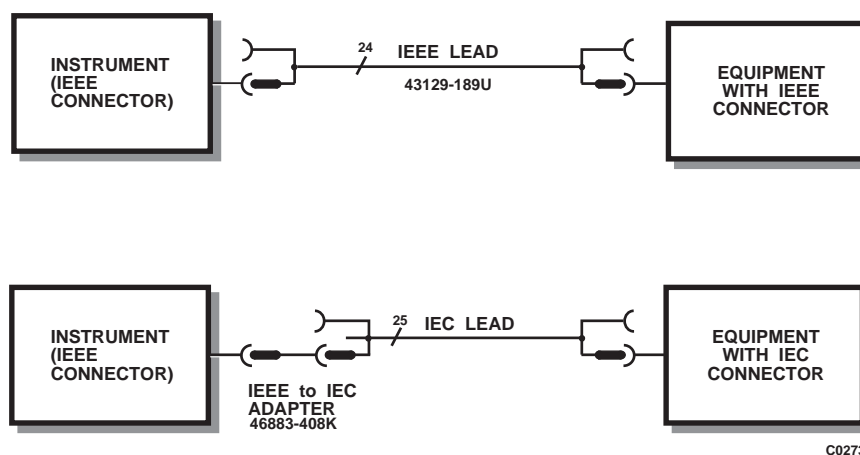 INSTRUMENT
(IEEE
CONNECTOR)
24 IEEE LEAD
43129-189U
EQUIPMENT
WITH IEEE
CONNECTOR
INSTRUMENT
(IEEE
CONNECTOR)
IEEE to IEC
ADAPTER
46883-408K
25 IEC LEAD
EQUIPMENT
WITH IEC
CONNECTOR
C0273